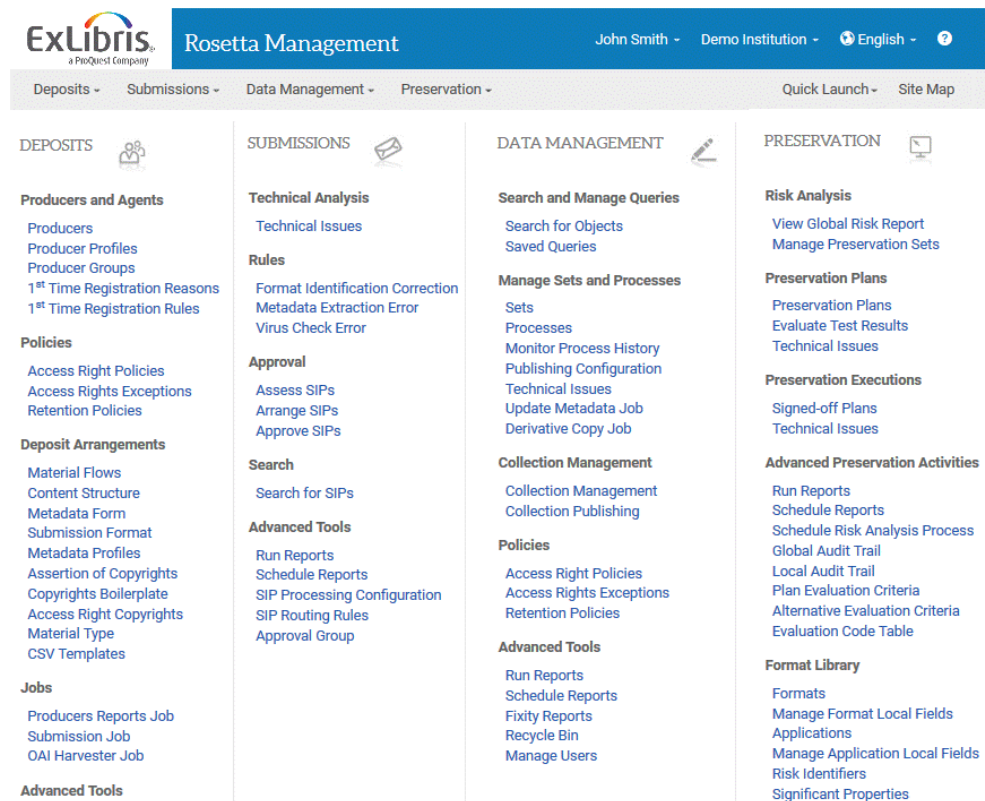 ExLibris.
a ProQuest Company
Rosetta Management
John Smith
Demo Institution
English
?
Deposits
Submissions
Data Management
Preservation
Quick Launch
Site Map
DEPOSITS
Producers and Agents
Producers
Producer Profiles
Producer Groups
1st Time Registration Reasons
1st Time Registration Rules
Policies
Access Right Policies
Access Rights Exceptions
Retention Policies
Deposit Arrangements
Material Flows
Content Structure
Metadata Form
Submission Format
Metadata Profiles
Assertion of Copyrights
Copyrights Boilerplate
Access Right Copyrights
Material Type
CSV Templates
Jobs
Producers Reports Job
Submission Job
OAI Harvester Job
Advanced Tools
SUBMISSIONS
Technical Analysis
Technical Issues
Rules
Format Identification Correction
Metadata Extraction Error
Virus Check Error
Approval
Assess SIPs
Arrange SIPs
Approve SIPs
Search
Search for SIPs
Advanced Tools
Run Reports
Schedule Reports
SIP Processing Configuration
SIP Routing Rules
Approval Group
DATA MANAGEMENT
Search and Manage Queries
Search for Objects
Saved Queries
Manage Sets and Processes
Sets
Processes
Monitor Process History
Publishing Configuration
Technical Issues
Update Metadata Job
Derivative Copy Job
Collection Management
Collection Management
Collection Publishing
Policies
Access Right Policies
Access Rights Exceptions
Retention Policies
Advanced Tools
Run Reports
Schedule Reports
Fixity Reports
Recycle Bin
Manage Users
PRESERVATION
Risk Analysis
View Global Risk Report
Manage Preservation Sets
Preservation Plans
Preservation Plans
Evaluate Test Results
Technical Issues
Preservation Executions
Signed-off Plans
Technical Issues
Advanced Preservation Activities
Run Reports
Schedule Reports
Schedule Risk Analysis Process
Global Audit Trail
Local Audit Trail
Plan Evaluation Criteria
Alternative Evaluation Criteria
Evaluation Code Table
Format Library
Formats
Manage Format Local Fields
Applications
Manage Application Local Fields
Risk Identifiers
Significant Properties